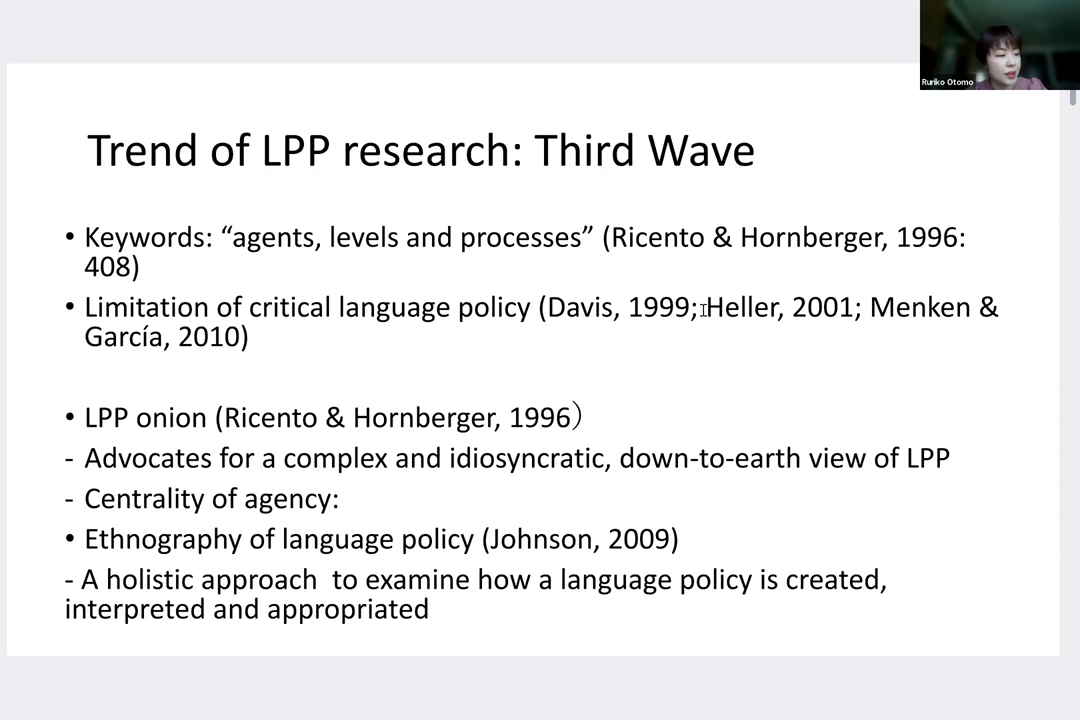 Ruriko Otomo
Trend of LPP research: Third Wave
• Keywords: “agents, levels and processes” (Ricento & Hornberger, 1996:
408)
• Limitation of critical language policy (Davis, 1999; Heller, 2001; Menken &
García, 2010)
• LPP onion (Ricento & Hornberger, 1996）
- Advocates for a complex and idiosyncratic, down-to-earth view of LPP
- Centrality of agency:
• Ethnography of language policy (Johnson, 2009)
- A holistic approach  to examine how a language policy is created,
interpreted and appropriated